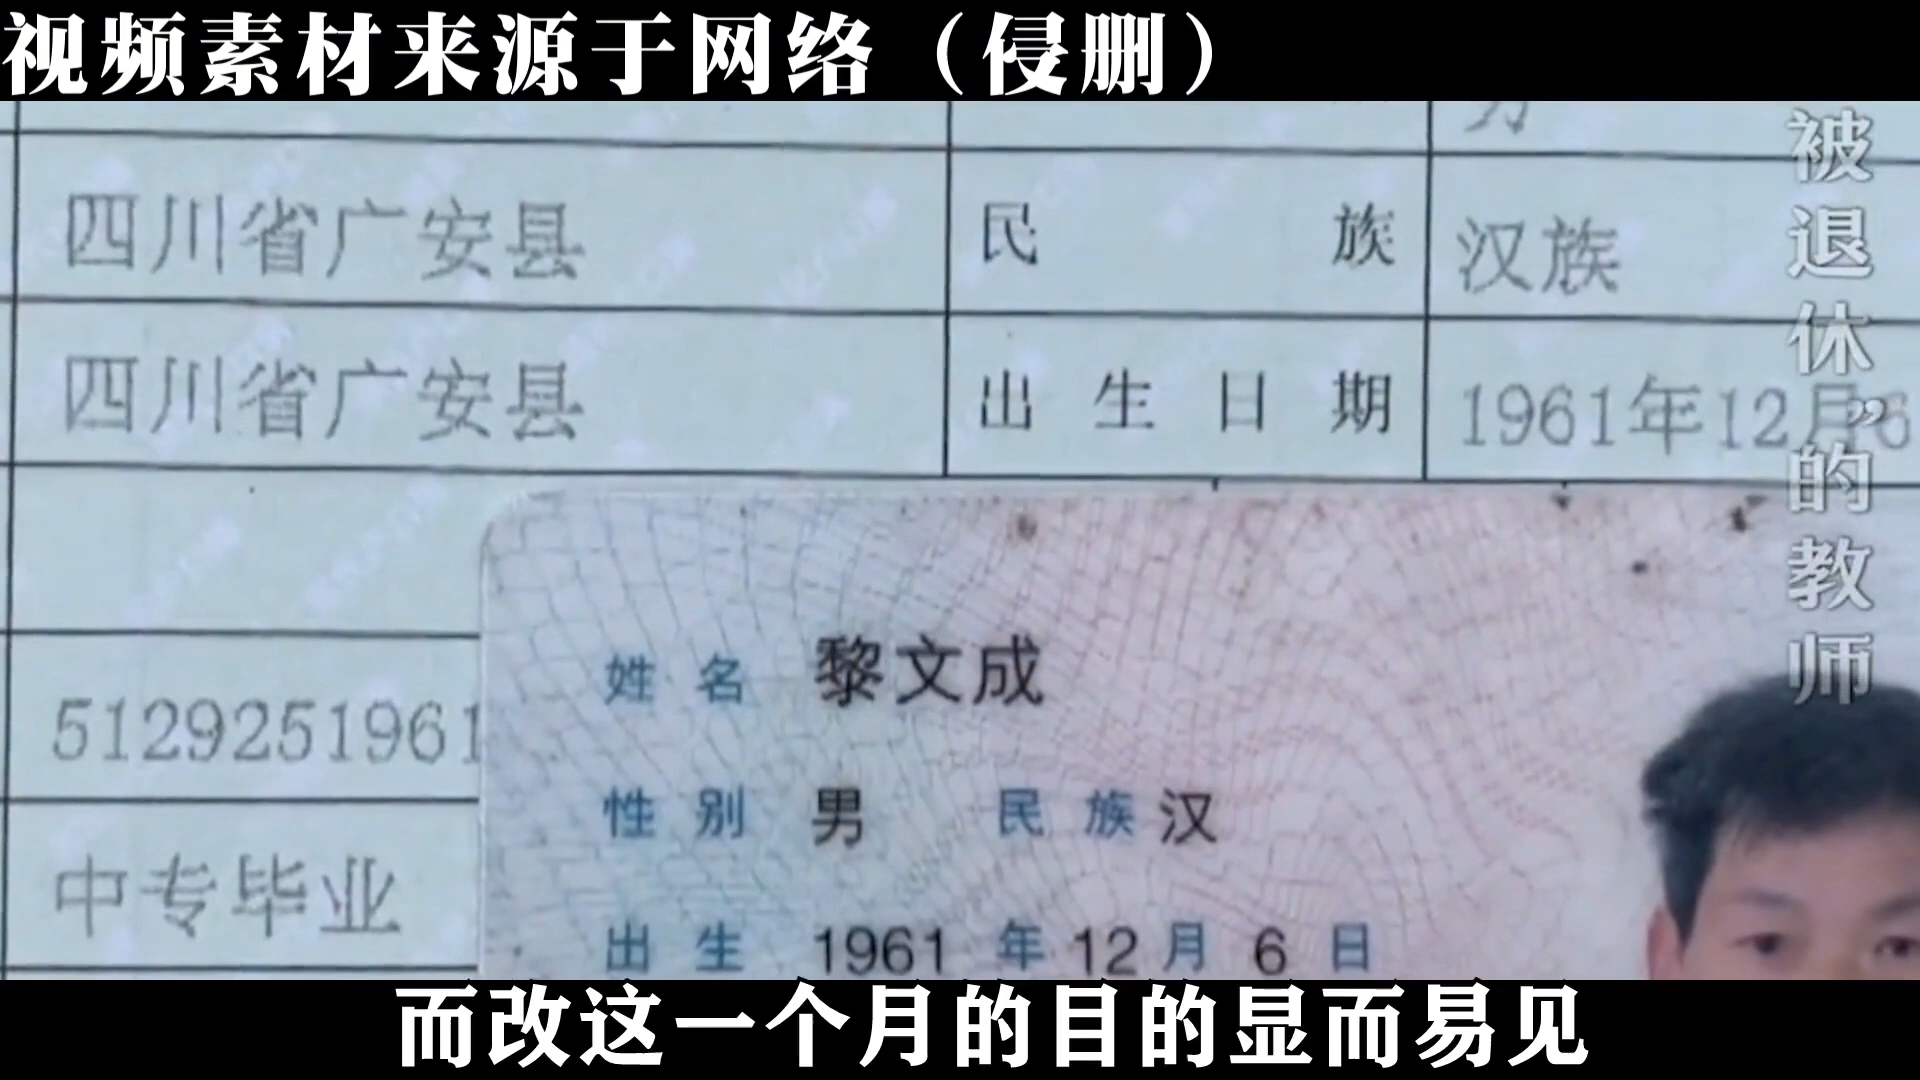 视频素材来源于网络（侵删）
四川省广安县 民族 汉族
四川省广安县 出生日期 1961年12月6
5129251961
中专毕业
姓名 黎文成
性别 男 民族 汉
出生 1961年12月6日
被退休”的教师
而改这一个月的目的显而易见